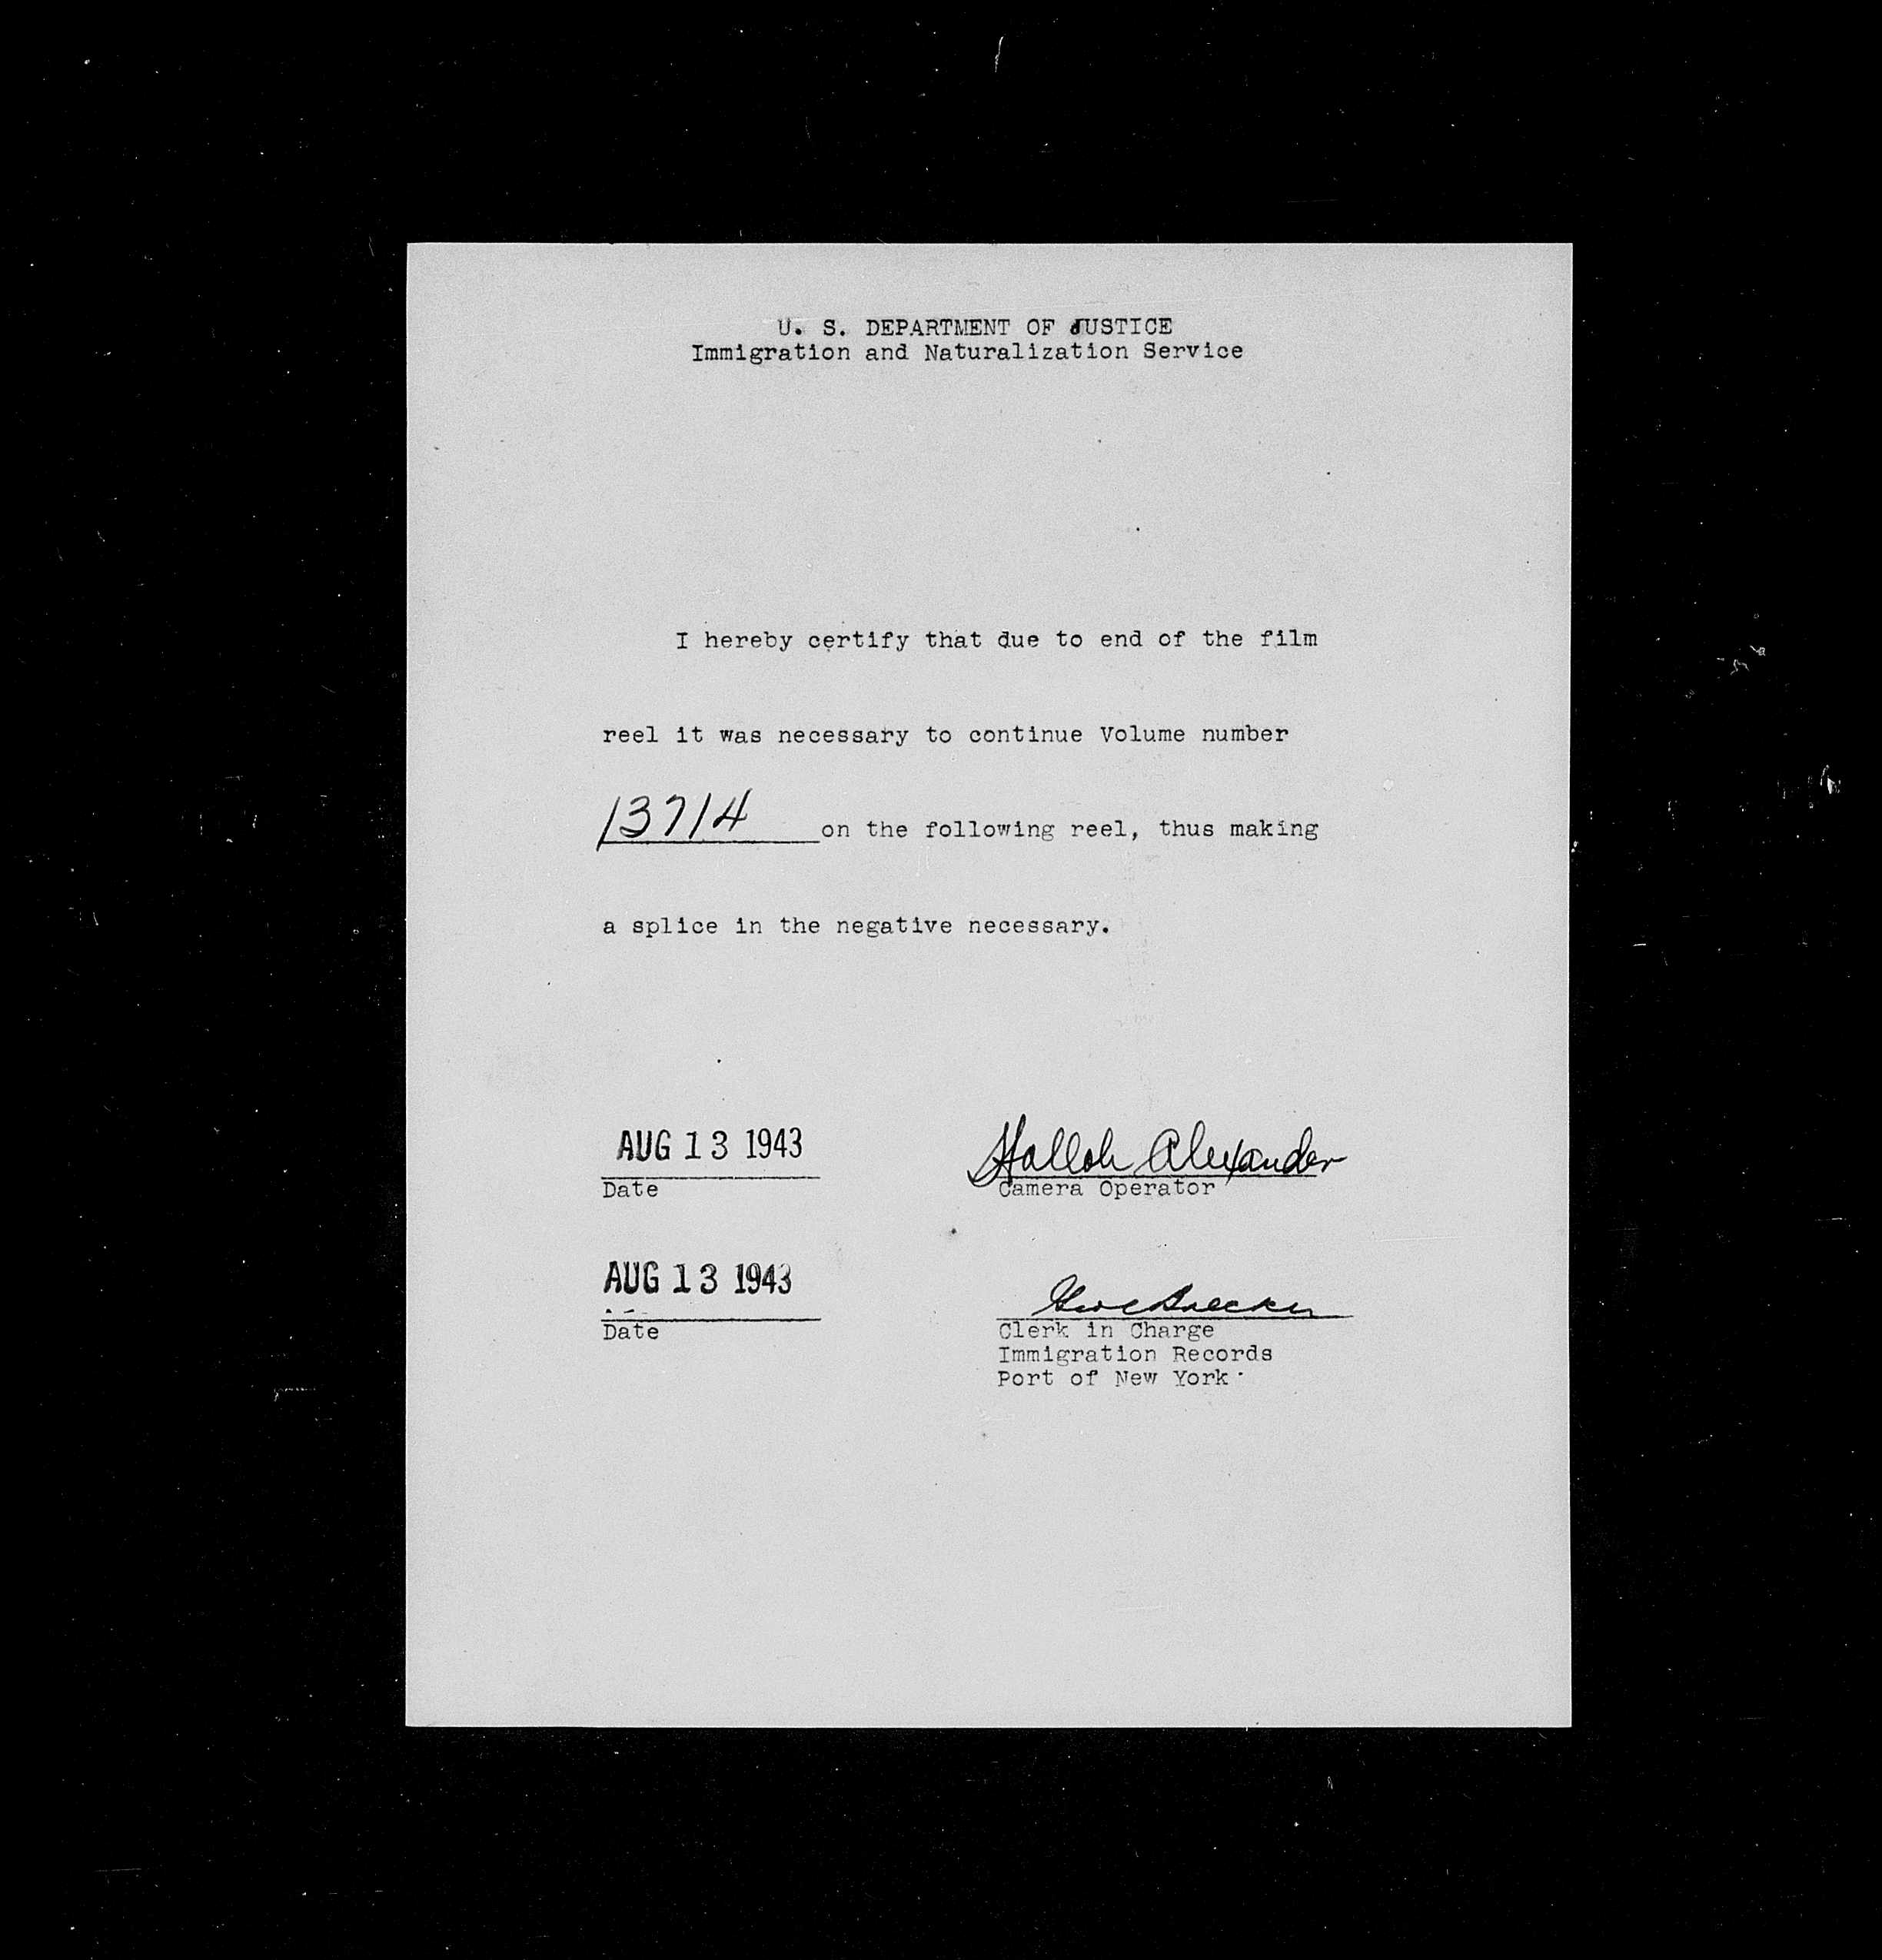 U. S. DEPARTMENT OF JUSTICE
Immigration and Naturalization Service
I hereby certify that due to end of the film
reel it was necessary to continue Volume number
13714 on the following reel, thus making
a splice in the negative necessary.
AUG 13 1943
Alexander
Date
Camera Operator
AUG 13 1943
Date
Clerk in Charge
Immigration Records
Port of New York